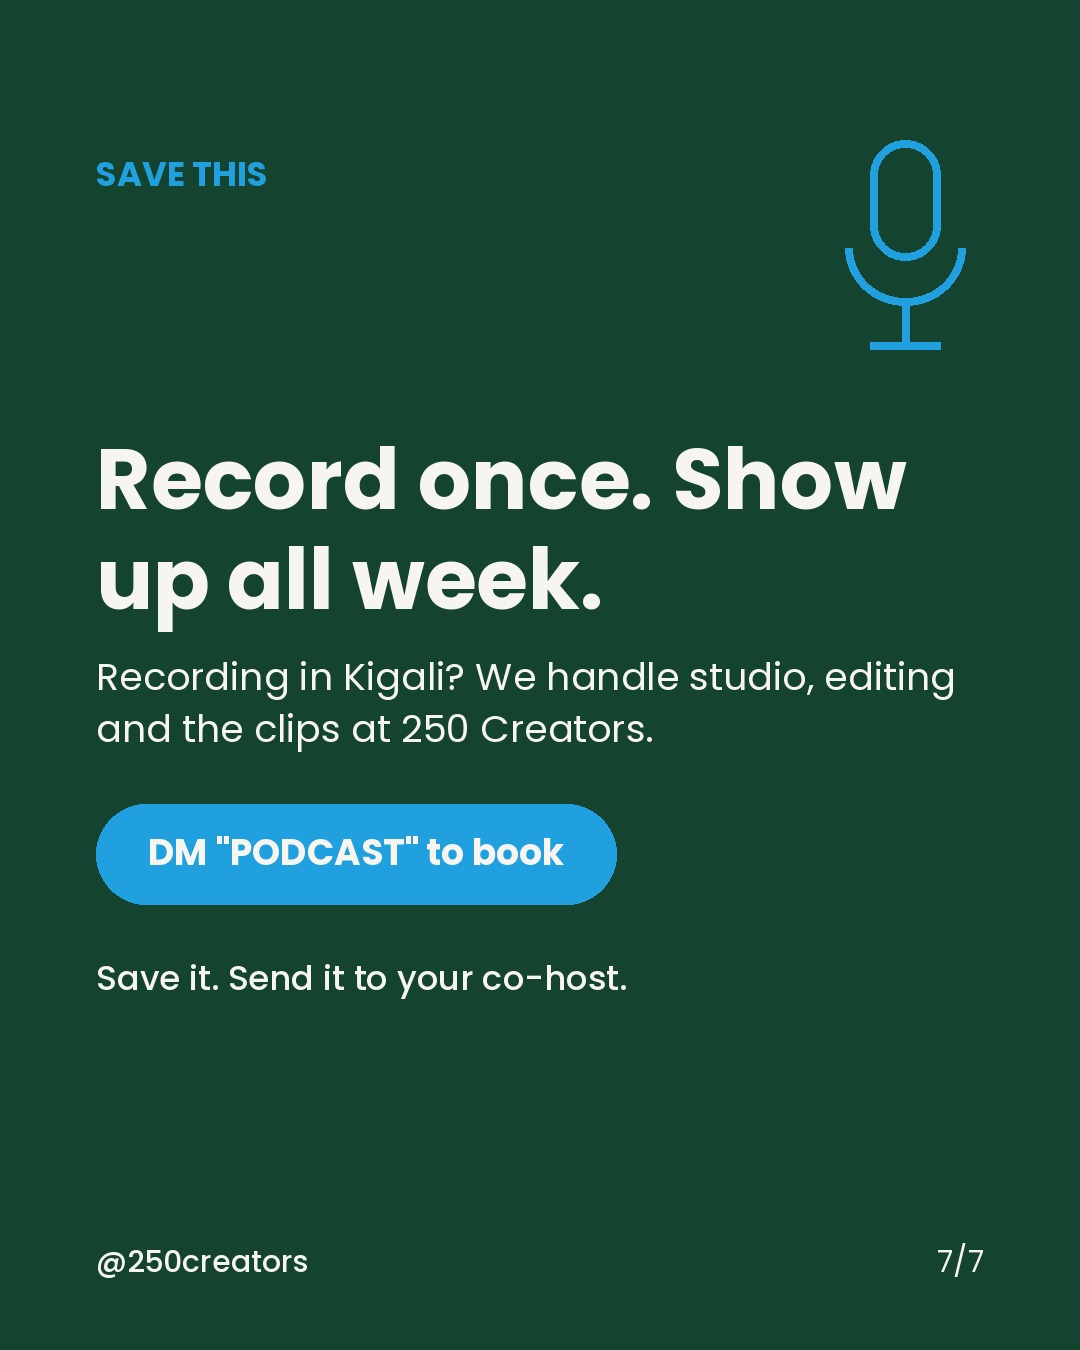 SAVE THIS
Record once. Show
up all week.
Recording in Kigali? We handle studio, editing
and the clips at 250 Creators.
DM "PODCAST" to book
Save it. Send it to your co-host.
@250creators
7/7